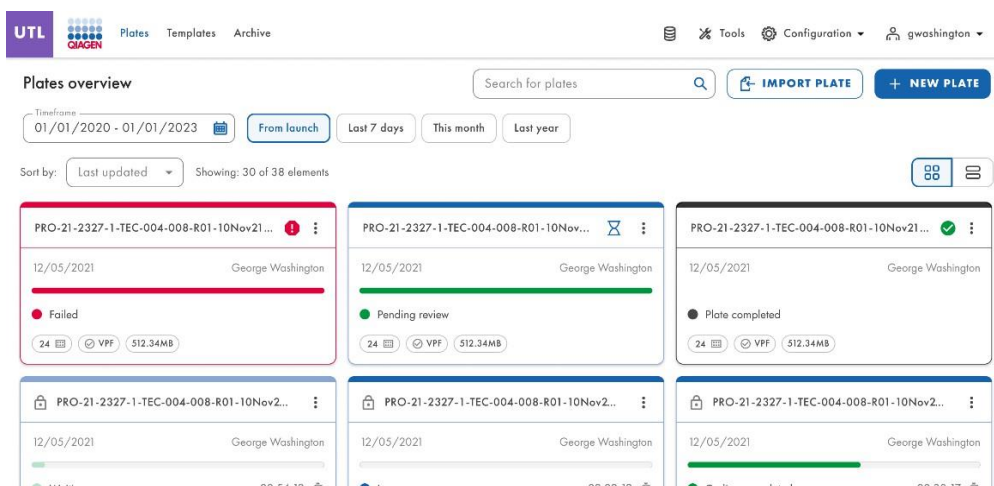 UTL QIAGEN Plates Templates Archive Tools Configuration gwashington
Plates overview Search for plates IMPORT PLATE + NEW PLATE
Timeframe
01/01/2020 - 01/01/2023 From launch Last 7 days This month Last year
Sort by: Last updated Showing: 30 of 38 elements
PRO-21-2327-1-TEC-004-008-R01-10Nov21... PRO-21-2327-1-TEC-004-008-R01-10Nov... PRO-21-2327-1-TEC-004-008-R01-10Nov21...
12/05/2021 George Washington 12/05/2021 George Washington 12/05/2021 George Washington
Failed Pending review Plate completed
24 VPF 512.34MB 24 VPF 512.34MB 24 VPF 512.34MB
PRO-21-2327-1-TEC-004-008-R01-10Nov2... PRO-21-2327-1-TEC-004-008-R01-10Nov2... PRO-21-2327-1-TEC-004-008-R01-10Nov2...
12/05/2021 George Washington 12/05/2021 George Washington 12/05/2021 George Washington